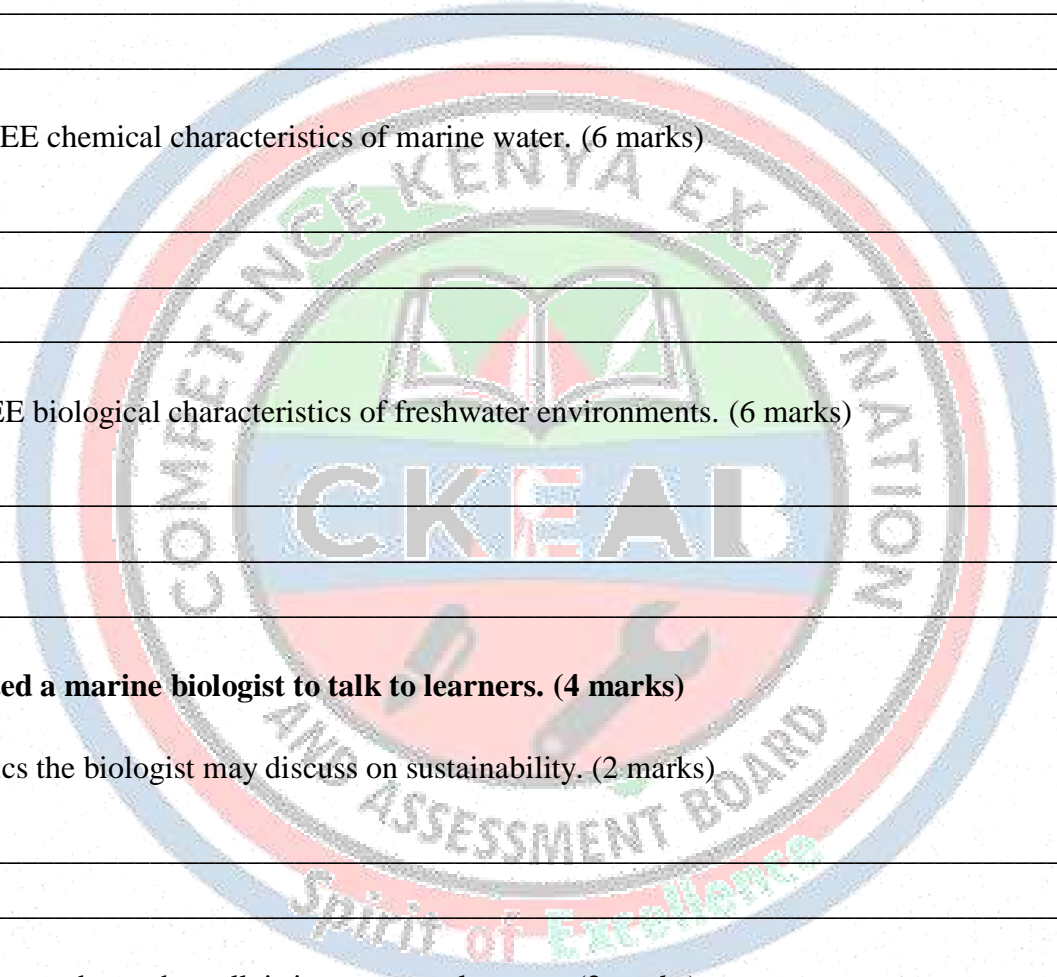 EE chemical characteristics of marine water. (6 marks)
EE biological characteristics of freshwater environments. (6 marks)
ed a marine biologist to talk to learners. (4 marks)
ics the biologist may discuss on sustainability. (2 marks)
COMPETENCE KENYA EXAMINATION
AND ASSESSMENT BOARD
CKEAB
Spirit of Excellence